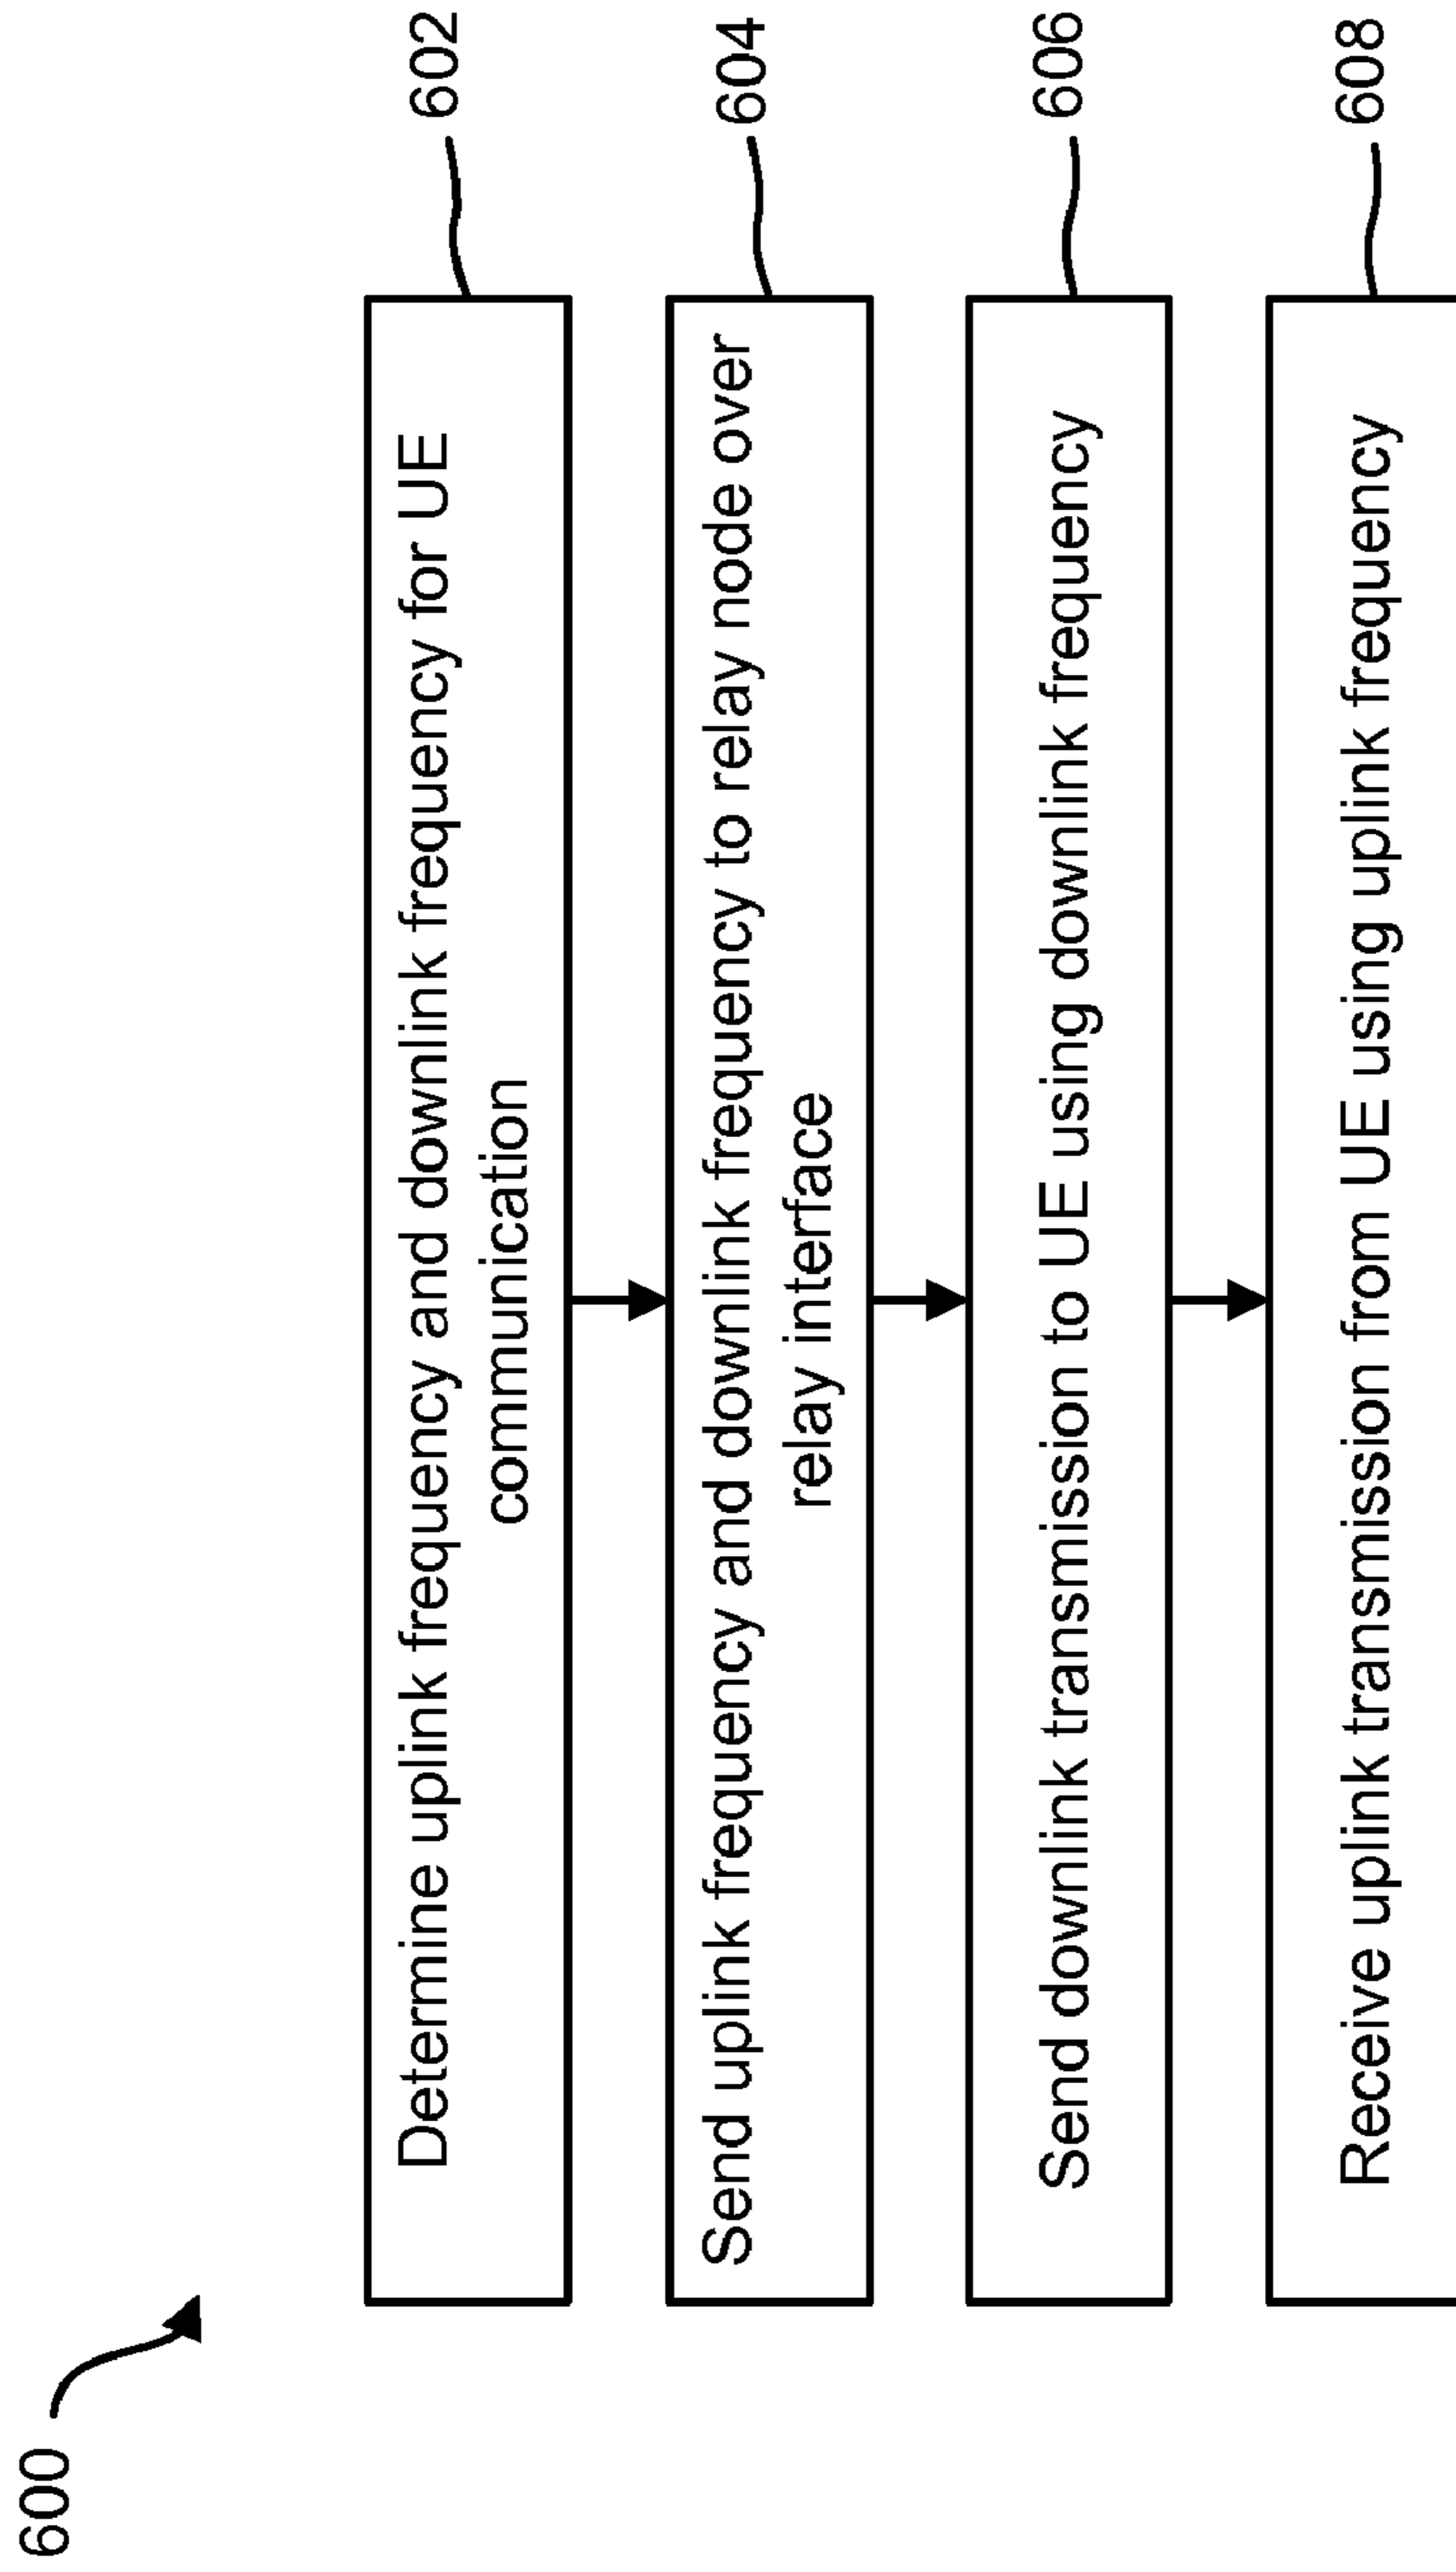 600
Determine uplink frequency and downlink frequency for UE
communication
602
Send uplink frequency and downlink frequency to relay node over
relay interface
604
Send downlink transmission to UE using downlink frequency
606
Receive uplink transmission from UE using uplink frequency
608